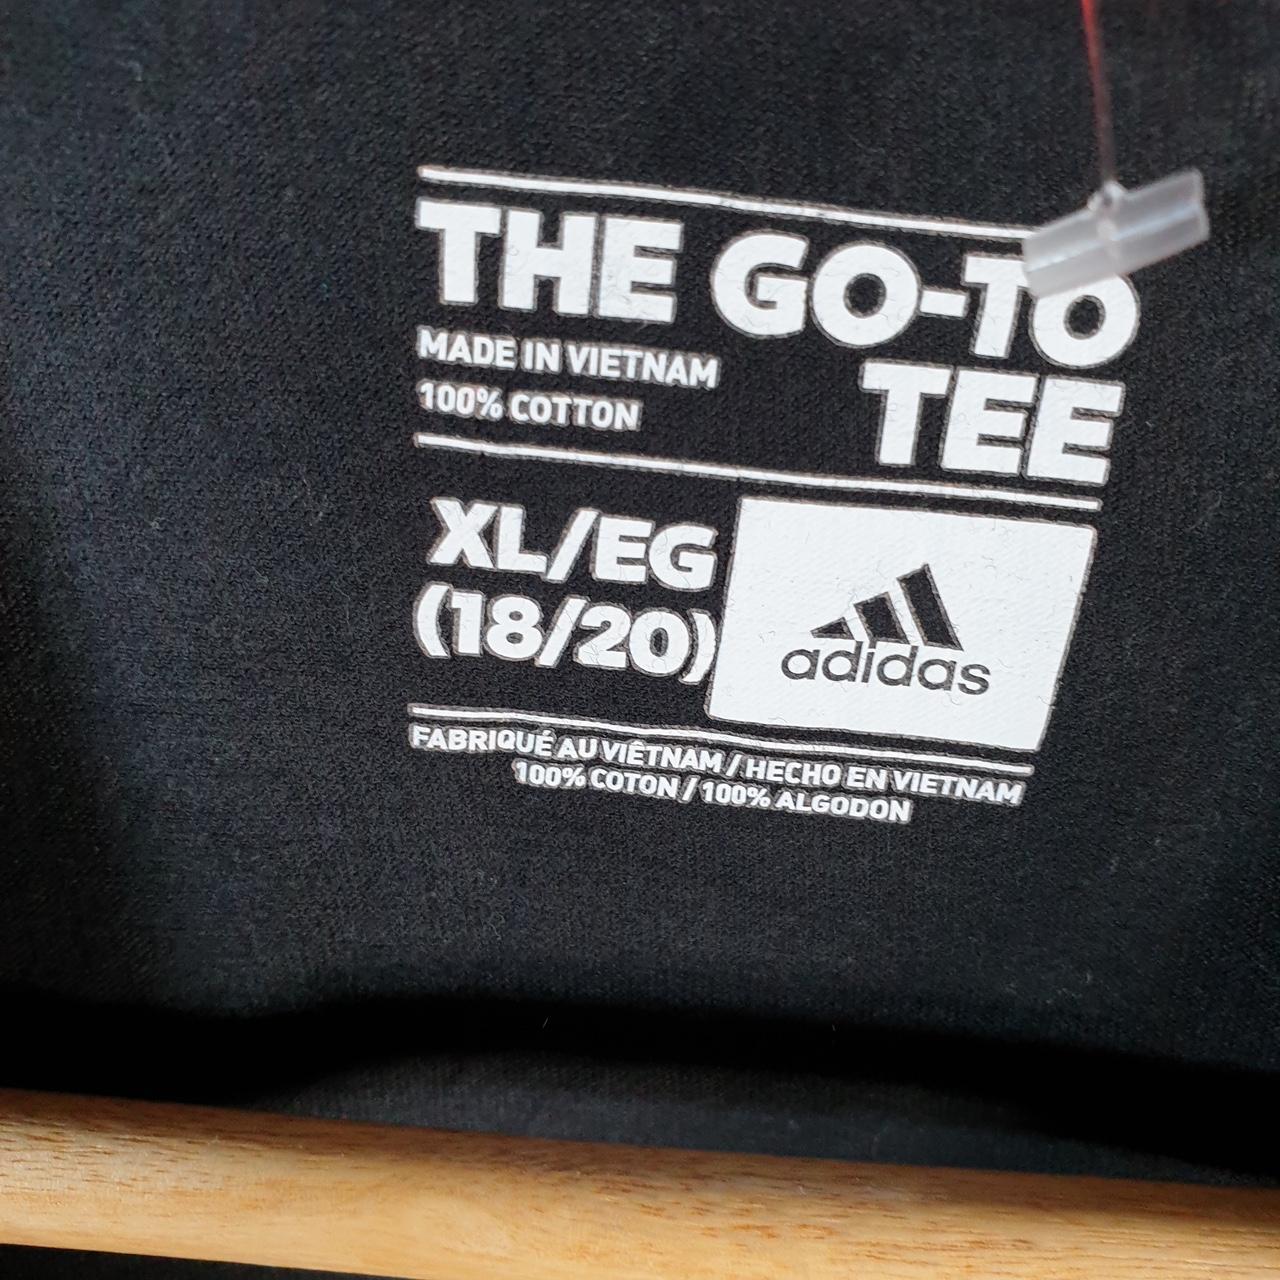 THE GO-TO
TEE
MADE IN VIETNAM
100% COTTON
XL/EG
(18/20)
adidas
FABRIQUÉ AU VIÊTNAM / HECHO EN VIETNAM
100% COTON / 100% ALGODON